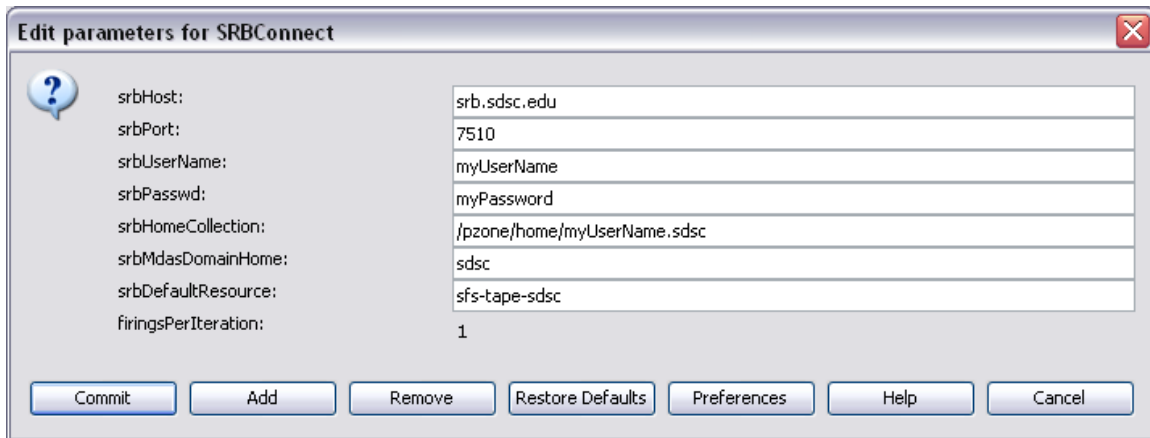 Edit parameters for SRBConnect
srbHost: srb.sdsc.edu
srbPort: 7510
srbUserName: myUserName
srbPasswd: myPassword
srbHomeCollection: /pzone/home/myUserName.sdsc
srbMdasDomainHome: sdsc
srbDefaultResource: sfs-tape-sdsc
firingsPerIteration: 1
Commit Add Remove Restore Defaults Preferences Help Cancel